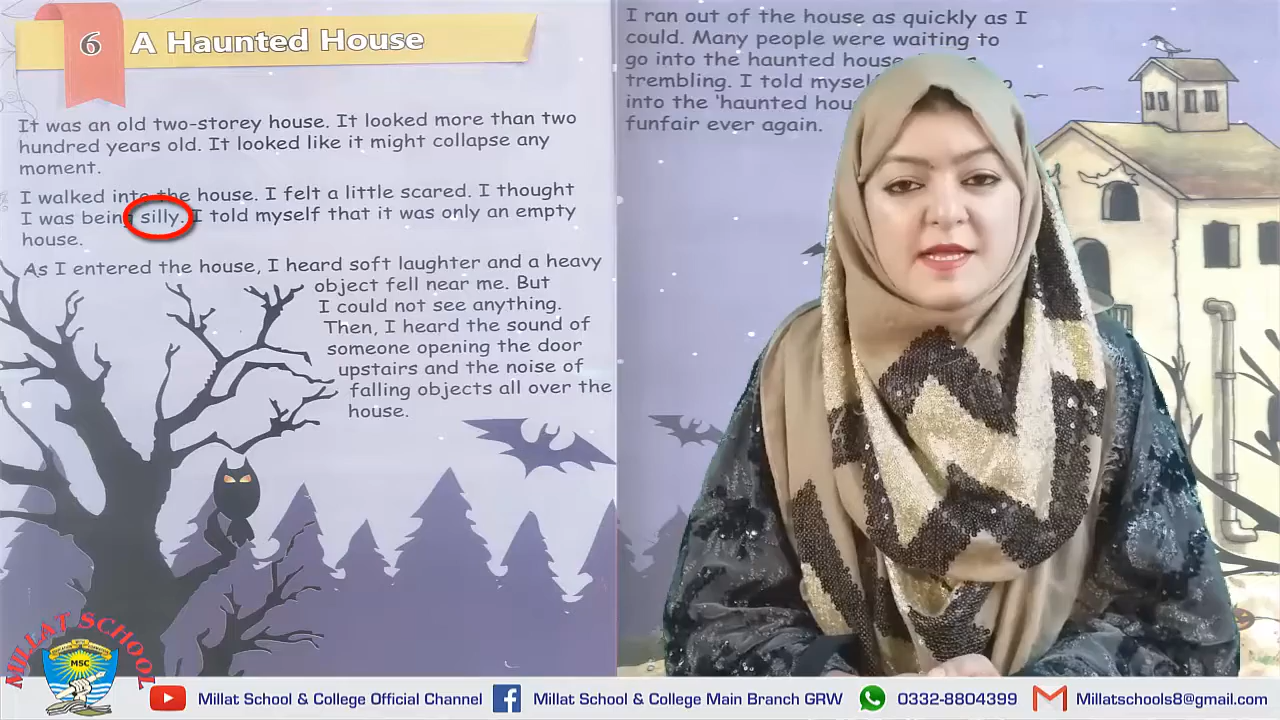 6 A Haunted House
It was an old two-storey house. It looked more than two
hundred years old. It looked like it might collapse any
moment.
I walked into the house. I felt a little scared. I thought
I was being silly. I told myself that it was only an empty
house.
As I entered the house, I heard soft laughter and a heavy
object fell near me. But
I could not see anything.
Then, I heard the sound of
someone opening the door
upstairs and the noise of
falling objects all over the
house.
I ran out of the house as quickly as I
could. Many people were waiting to
go into the haunted house
trembling. I told myself
into the 'haunted
funfair ever again.
MILLAT SCHOOL
MSC
Millat School & College Official Channel
Millat School & College Main Branch GRW
0332-8804399
Millatschools8@gmail.com